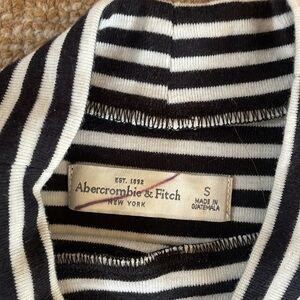 EST. 1892
Abercrombie & Fitch
NEW YORK
S
MADE IN
GUATEMALA